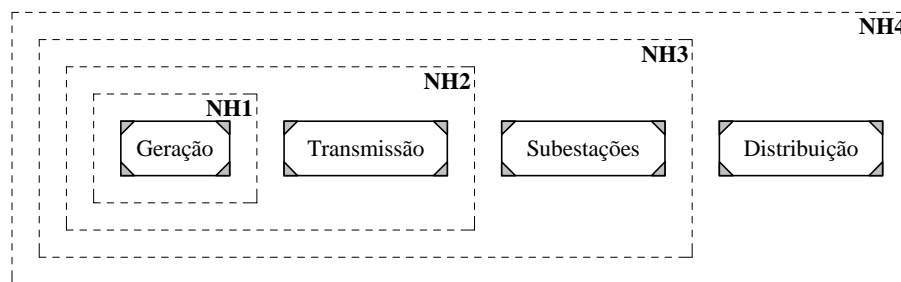 NH4
NH3
NH2
NH1
Geração
Transmissão
Subestações
Distribuição